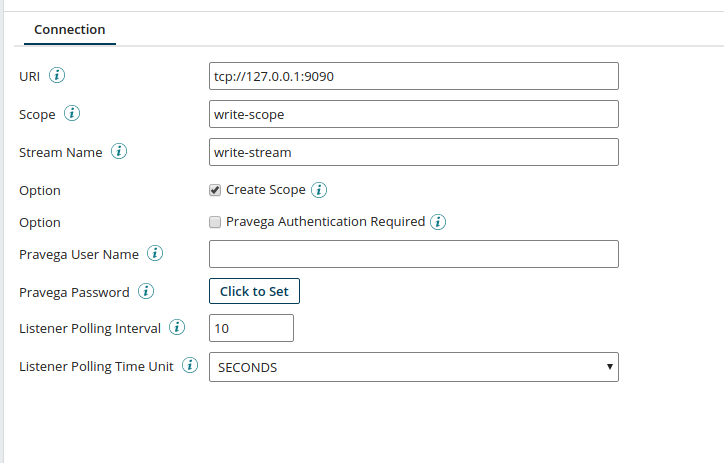 Connection
URI i tcp://127.0.0.1:9090
Scope i write-scope
Stream Name i write-stream
Option Create Scope i
Option Pravega Authentication Required i
Pravega User Name i
Pravega Password i Click to Set
Listener Polling Interval i 10
Listener Polling Time Unit i SECONDS